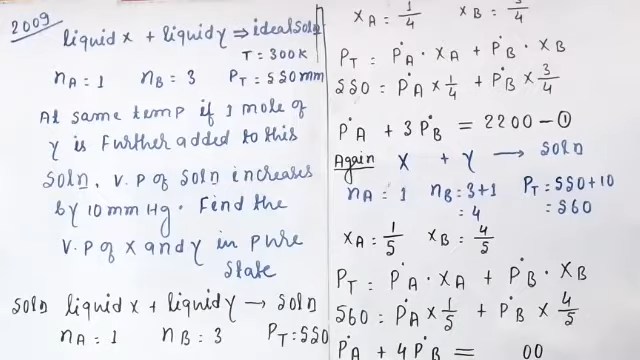 2009
liquid x + liquid y ⇒ ideal soln
T = 300K
nA = 1 nB = 3 PT = 550mm
At same temp if 1 mole of
y is further added to this
soln, V.P of soln increases
by 10 mm Hg. Find the
V.P of X and Y in pure
state
soln liquid x + liquid y → soln
nA = 1 nB = 3 PT = 550
xA = 1/4 xB = 3/4
PT = P°A · xA + P°B · xB
550 = P°A × 1/4 + P°B × 3/4
P°A + 3P°B = 2200 – ①
Again X + Y → soln
nA = 1 nB = 3+1 PT = 550+10
= 4 = 560
xA = 1/5 xB = 4/5
PT = P°A · xA + P°B · xB
560 = P°A × 1/5 + P°B × 4/5
P°A + 4P°B = 00